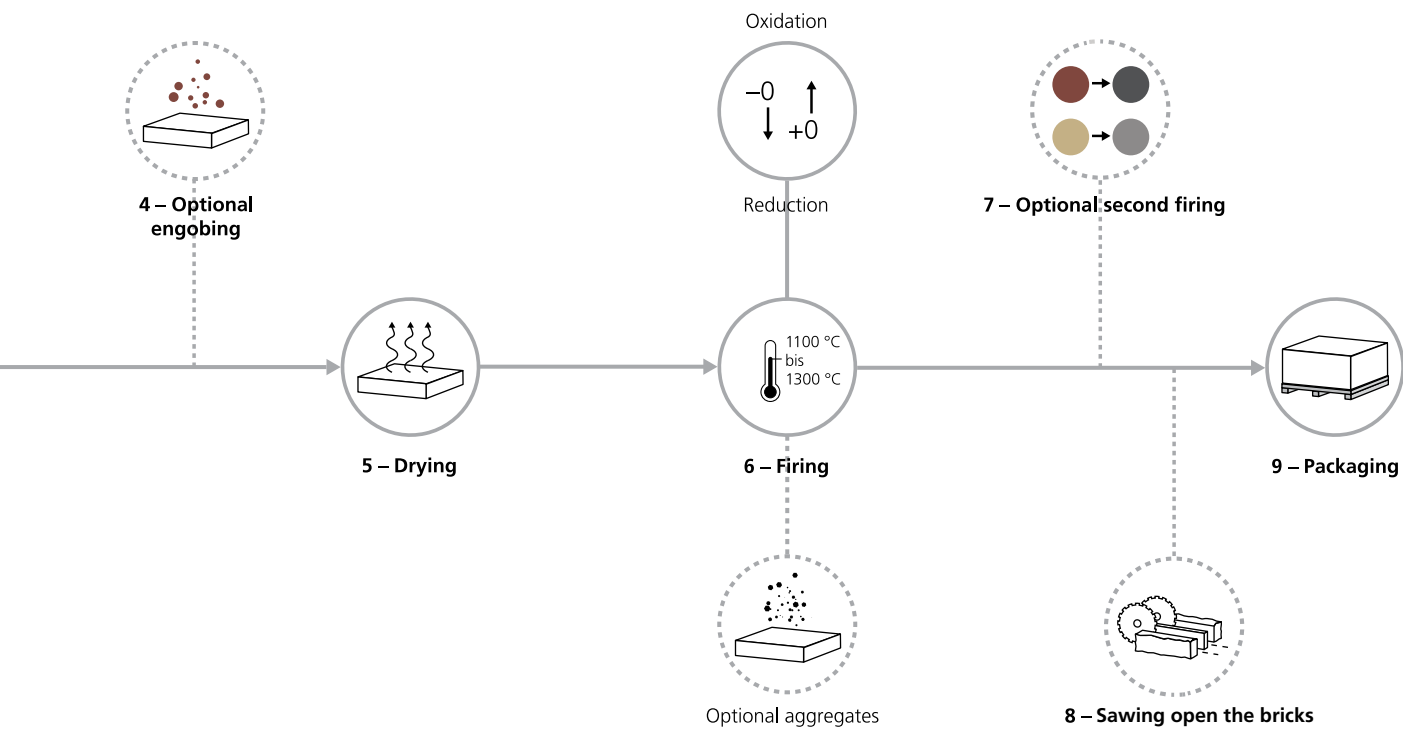 4 – Optional
engobing
5 – Drying
Oxidation
–0
+0
Reduction
1100 °C
bis
1300 °C
6 – Firing
Optional aggregates
7 – Optional second firing
8 – Sawing open the bricks
9 – Packaging